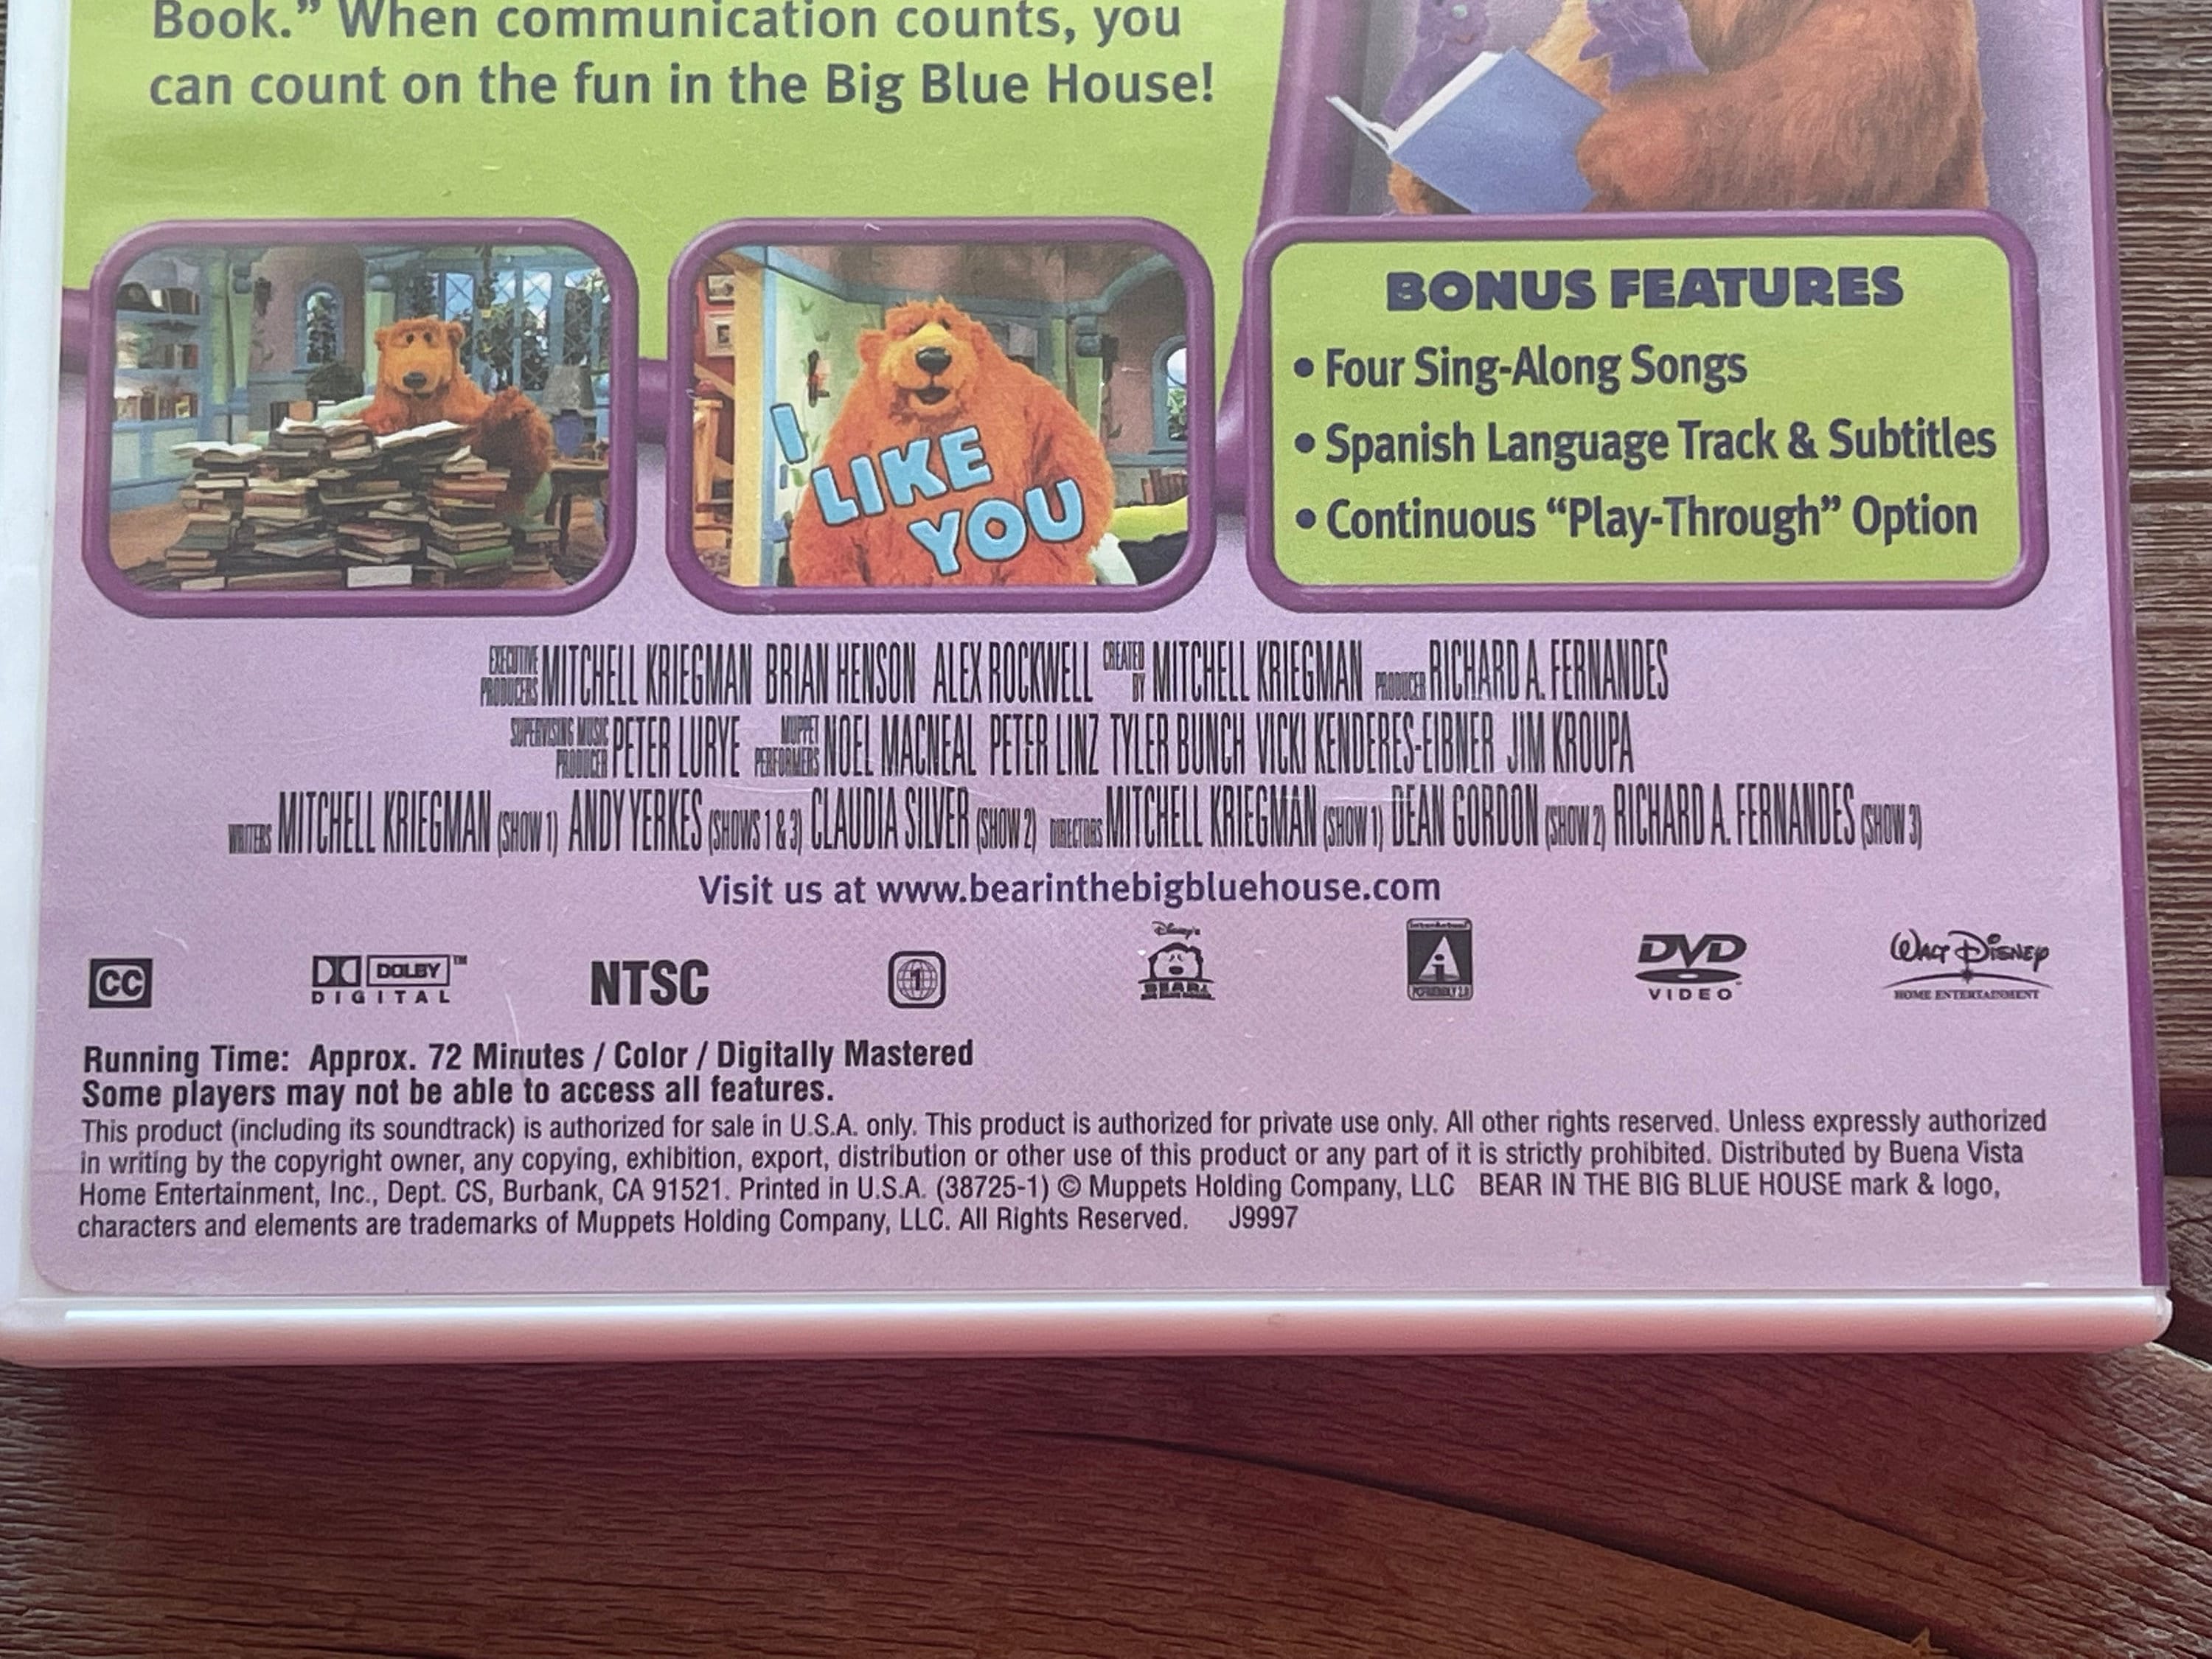 Book.” When communication counts, you
can count on the fun in the Big Blue House!
I
LIKE
YOU
BONUS FEATURES
• Four Sing-Along Songs
• Spanish Language Track & Subtitles
• Continuous “Play-Through” Option
EXECUTIVE PRODUCERS MITCHELL KRIEGMAN BRIAN HENSON ALEX ROCKWELL CREATED BY MITCHELL KRIEGMAN PRODUCER RICHARD A. FERNANDES
SUPERVISING MUSIC PRODUCER PETER LURYE MUPPET PERFORMERS NOEL MACNEAL PETER LINZ TYLER BUNCH VICKI KENDERES-EIBNER JIM KROUPA
WRITERS MITCHELL KRIEGMAN (SHOW 1) ANDY YERKES (SHOWS 1 & 3) CLAUDIA SILVER (SHOW 2) DIRECTORS MITCHELL KRIEGMAN (SHOW 1) DEAN GORDON (SHOW 2) RICHARD A. FERNANDES (SHOW 3)
Visit us at www.bearinthebigbluehouse.com
CC DOLBY™ DIGITAL NTSC 1 Disney's BEAR InterActual PCFRIENDLY 2.0 DVD VIDEO WALT DISNEY HOME ENTERTAINMENT
Running Time: Approx. 72 Minutes / Color / Digitally Mastered
Some players may not be able to access all features.
This product (including its soundtrack) is authorized for sale in U.S.A. only. This product is authorized for private use only. All other rights reserved. Unless expressly authorized
in writing by the copyright owner, any copying, exhibition, export, distribution or other use of this product or any part of it is strictly prohibited. Distributed by Buena Vista
Home Entertainment, Inc., Dept. CS, Burbank, CA 91521. Printed in U.S.A. (38725-1) © Muppets Holding Company, LLC BEAR IN THE BIG BLUE HOUSE mark & logo,
characters and elements are trademarks of Muppets Holding Company, LLC. All Rights Reserved. J9997